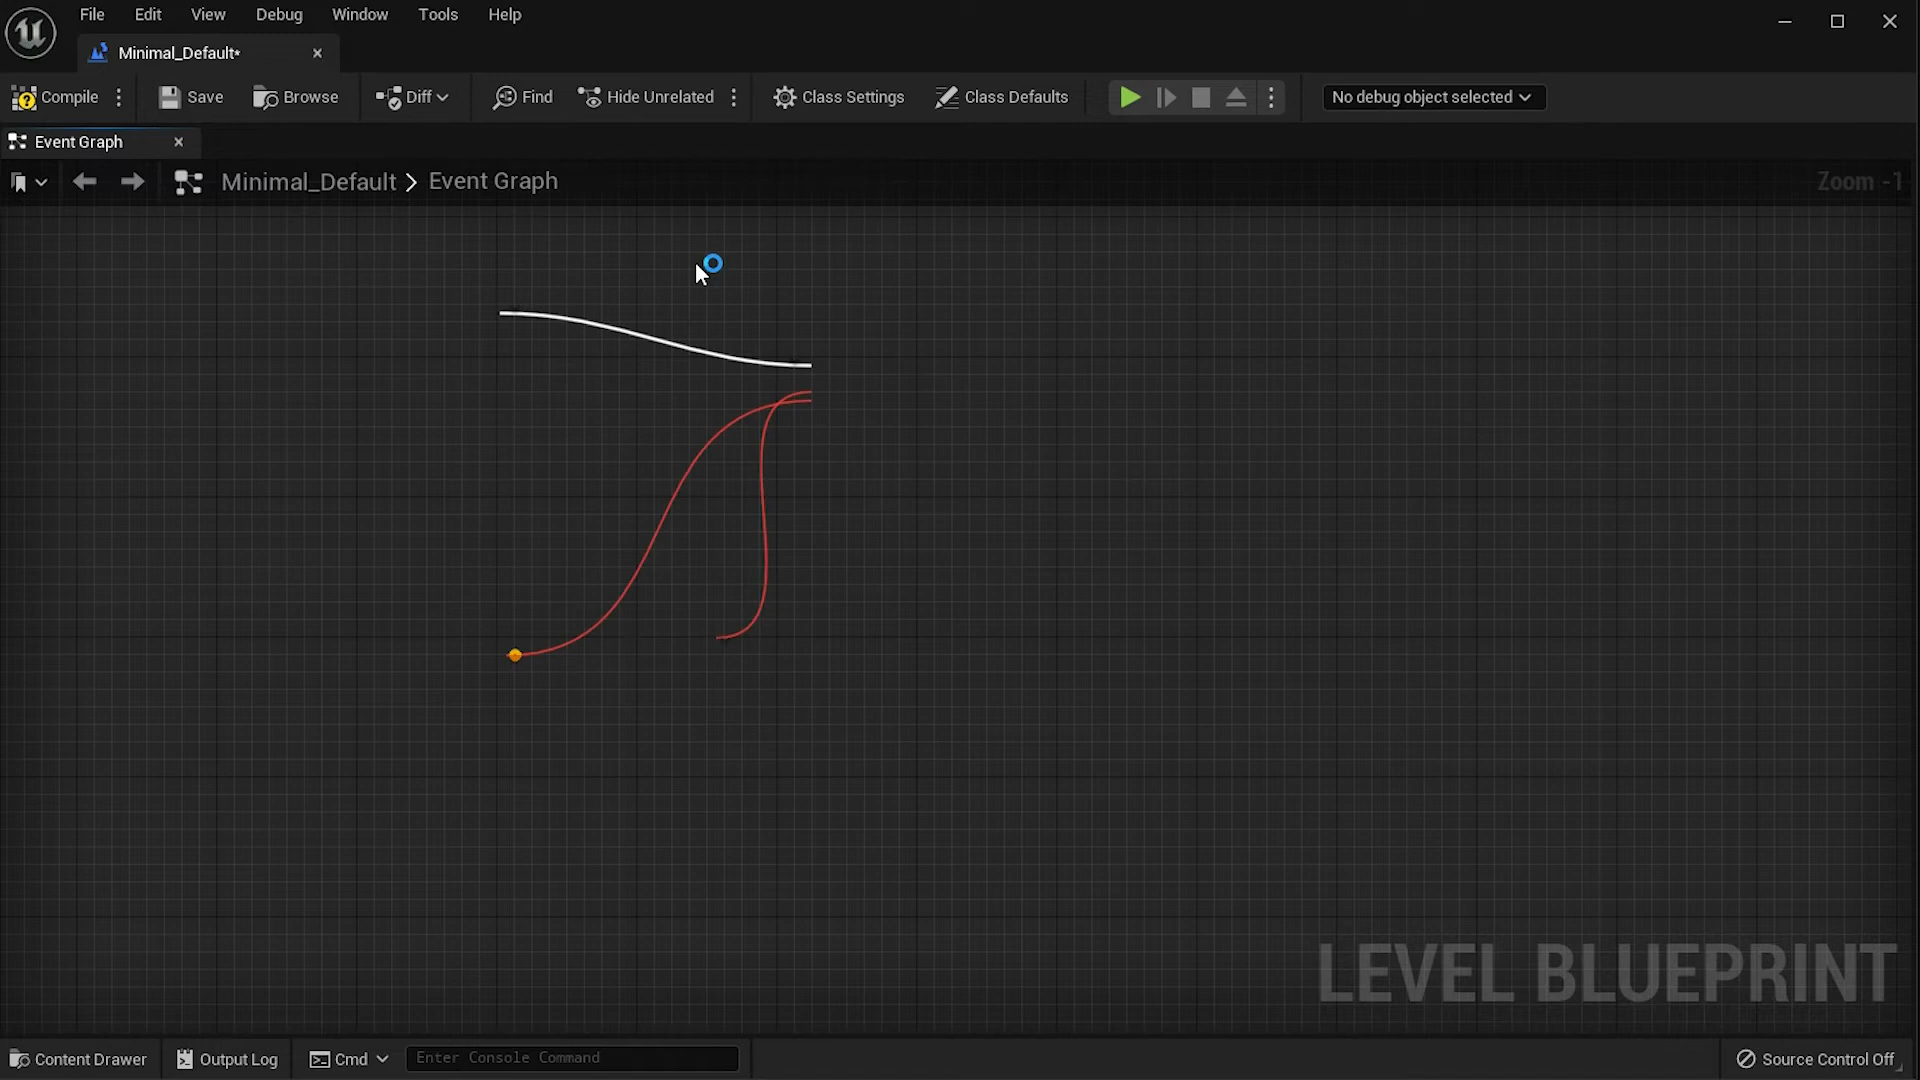 File Edit View Debug Window Tools Help
Minimal_Default*
Compile Save Browse Diff Find Hide Unrelated Class Settings Class Defaults No debug object selected
Event Graph
Minimal_Default > Event Graph Zoom -1
LEVEL BLUEPRINT
Content Drawer Output Log Cmd Enter Console Command Source Control Off